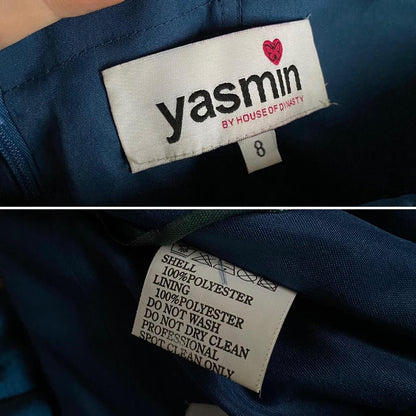 yasmin
BY HOUSE OF DYNASTY
8
SHELL
100%POLYESTER
LINING
100%POLYESTER
DO NOT WASH
DO NOT DRY CLEAN
PROFESSIONAL
SPOT CLEAN ONLY